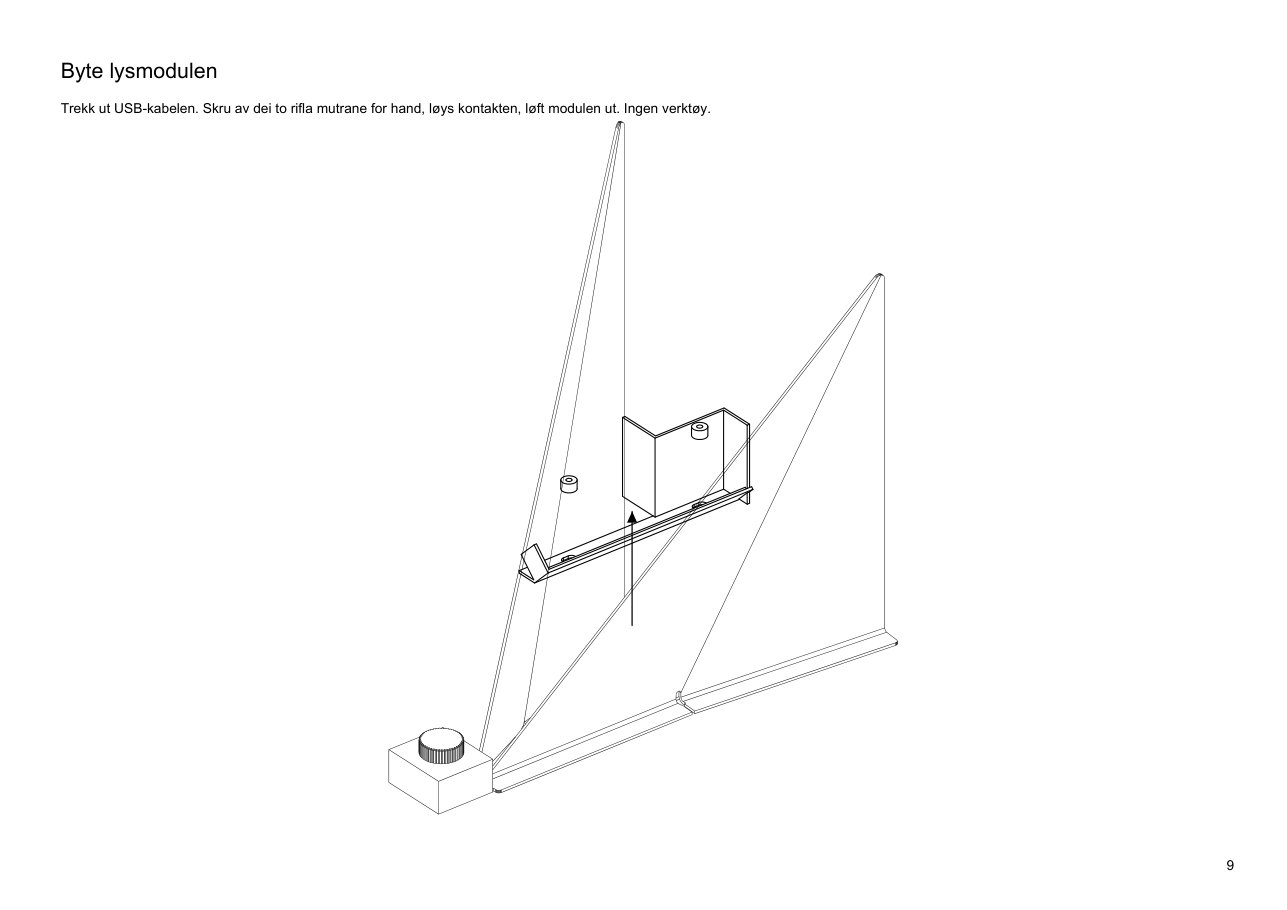 Byte lysmodulen
Trekk ut USB-kabelen. Skru av dei to rifla mutrane for hand, løys kontakten, løft modulen ut. Ingen verktøy.
9